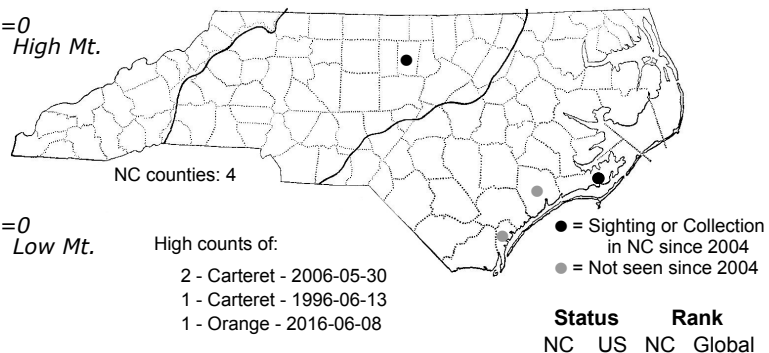 =0
High Mt.
NC counties: 4
=0
Low Mt.
High counts of:
2 - Carteret - 2006-05-30
1 - Carteret - 1996-06-13
1 - Orange - 2016-06-08
● = Sighting or Collection
in NC since 2004
● = Not seen since 2004
Status Rank
NC US NC Global